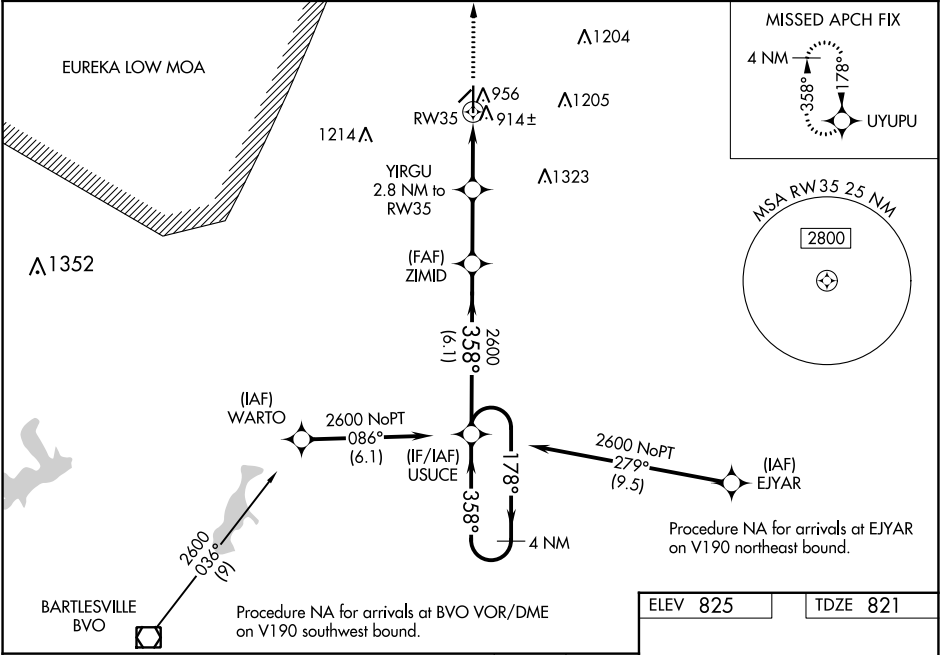 EUREKA LOW MOA
1204
956
1205
RW35
914±
1214
YIRGU
2.8 NM to
RW35
1323
MISSED APCH FIX
4 NM
358°
178°
UYUPU
MSA RW35 25 NM
2800
1352
(FAF)
ZIMID
2600
358°
(6.1)
(IAF)
WARTO
2600 NoPT
086°
(6.1)
(IF/IAF)
USUCE
178°
358°
4 NM
2600 NoPT
279°
(9.5)
(IAF)
EJYAR
Procedure NA for arrivals at EJYAR
on V190 northeast bound.
2600
036°
(9)
BARTLESVILLE
BVO
Procedure NA for arrivals at BVO VOR/DME
on V190 southwest bound.
ELEV 825
TDZE 821